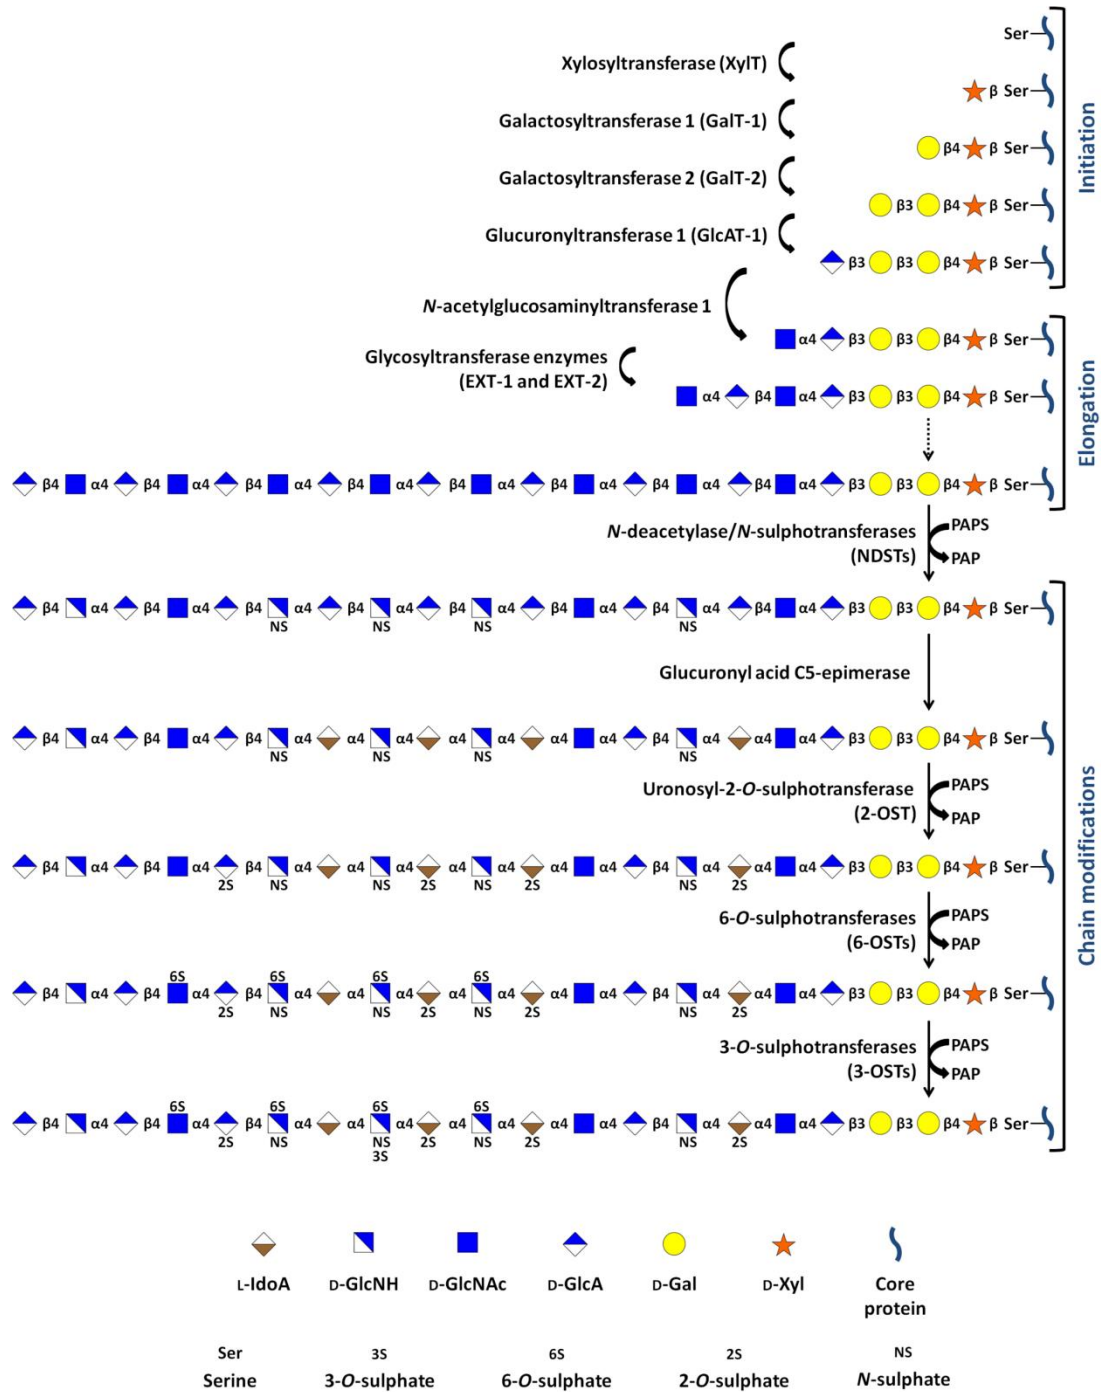 Ser
Xylosyltransferase (XylT)
β Ser
Galactosyltransferase 1 (GalT-1)
β4 β Ser
Galactosyltransferase 2 (GalT-2)
β3 β4 β Ser
Glucuronyltransferase 1 (GlcAT-1)
β3 β3 β4 β Ser
Initiation
N-acetylglucosaminyltransferase 1
α4 β3 β3 β4 β Ser
Glycosyltransferase enzymes
(EXT-1 and EXT-2)
α4 β4 α4 β3 β3 β4 β Ser
β4 α4 β4 α4 β4 α4 β4 α4 β4 α4 β4 α4 β4 α4 β4 α4 β3 β3 β4 β Ser
Elongation
N-deacetylase/N-sulphotransferases
(NDSTs)
PAPS
PAP
β4 α4 β4 α4 β4 α4 β4 α4 β4 α4 β4 α4 β4 α4 β4 α4 β3 β3 β4 β Ser
NS NS NS NS
Glucuronyl acid C5-epimerase
β4 α4 β4 α4 β4 α4 α4 α4 α4 α4 α4 α4 β4 α4 α4 α4 β3 β3 β4 β Ser
NS NS NS NS
Uronosyl-2-O-sulphotransferase
(2-OST)
PAPS
PAP
β4 α4 β4 α4 β4 α4 α4 α4 α4 α4 α4 α4 β4 α4 α4 α4 β3 β3 β4 β Ser
2S NS NS 2S NS 2S NS 2S
6-O-sulphotransferases
(6-OSTs)
PAPS
PAP
6S 6S 6S 6S
β4 α4 β4 α4 β4 α4 α4 α4 α4 α4 α4 α4 β4 α4 α4 α4 β3 β3 β4 β Ser
2S NS NS 2S NS 2S NS 2S
3-O-sulphotransferases
(3-OSTs)
PAPS
PAP
6S 6S 6S 6S
β4 α4 β4 α4 β4 α4 α4 α4 α4 α4 α4 α4 β4 α4 α4 α4 β3 β3 β4 β Ser
2S NS NS 2S NS 2S NS 2S
3S
Chain modifications
L-IdoA D-GlcNH D-GlcNAc D-GlcA D-Gal D-Xyl Core
protein
Ser 3S 6S 2S NS
Serine 3-O-sulphate 6-O-sulphate 2-O-sulphate N-sulphate